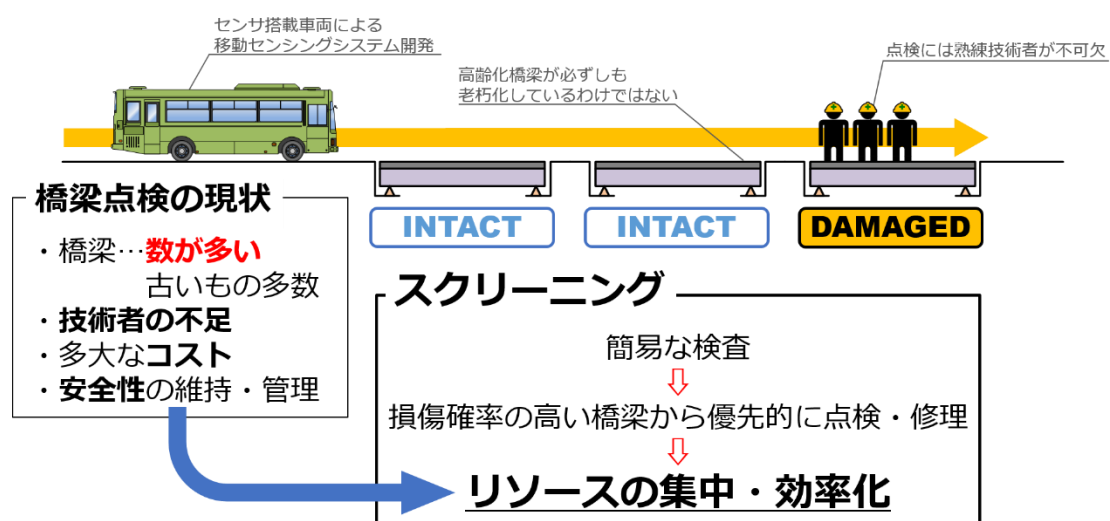 センサ搭載車両による
移動センシングシステム開発
高齢化橋梁が必ずしも
老朽化しているわけではない
点検には熟練技術者が不可欠
INTACT
INTACT
DAMAGED
橋梁点検の現状
・橋梁…数が多い
古いもの多数
・技術者の不足
・多大なコスト
・安全性の維持・管理
スクリーニング
簡易な検査
⇩
損傷確率の高い橋梁から優先的に点検・修理
⇩
リソースの集中・効率化